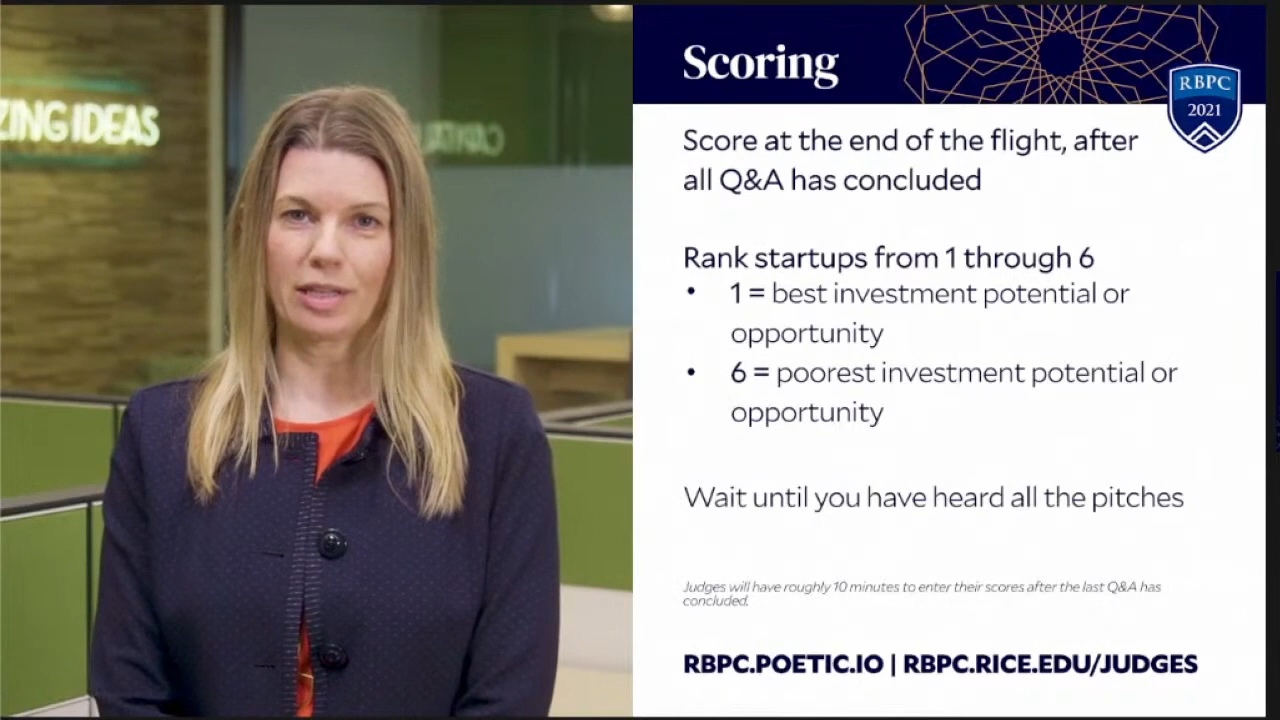 ZING IDEAS
Scoring
RBPC
2021
Score at the end of the flight, after
all Q&A has concluded
Rank startups from 1 through 6
• 1 = best investment potential or
opportunity
• 6 = poorest investment potential or
opportunity
Wait until you have heard all the pitches
Judges will have roughly 10 minutes to enter their scores after the last Q&A has
concluded.
RBPC.POETIC.IO | RBPC.RICE.EDU/JUDGES